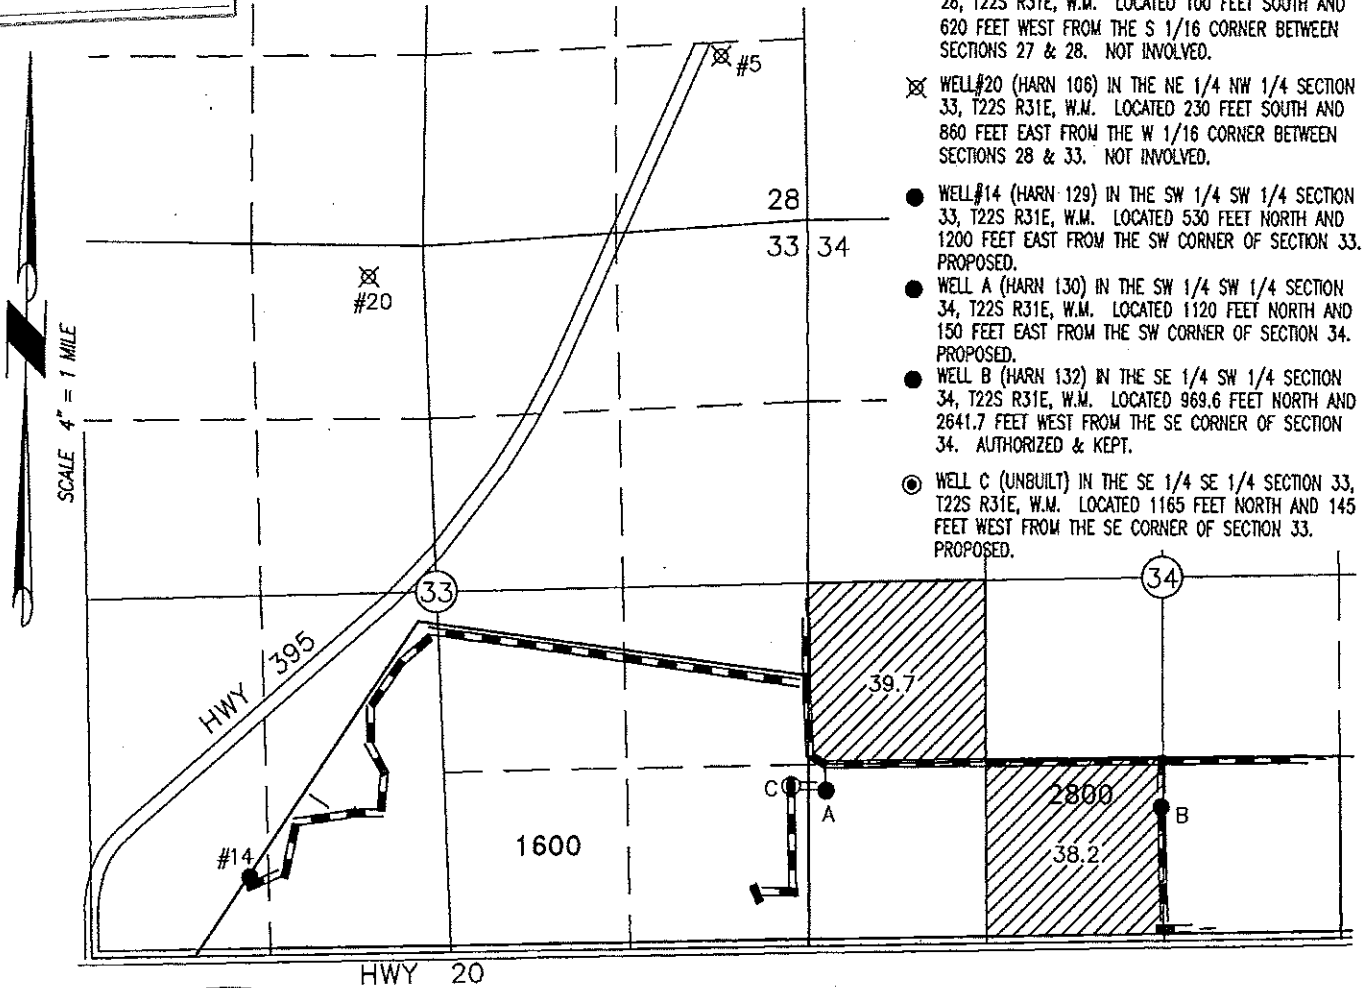 28, T22S R31E, W.M. LOCATED 100 FEET SOUTH AND
620 FEET WEST FROM THE S 1/16 CORNER BETWEEN
SECTIONS 27 & 28. NOT INVOLVED.
WELL#20 (HARN 106) IN THE NE 1/4 NW 1/4 SECTION
33, T22S R31E, W.M. LOCATED 230 FEET SOUTH AND
860 FEET EAST FROM THE W 1/16 CORNER BETWEEN
SECTIONS 28 & 33. NOT INVOLVED.
WELL#14 (HARN 129) IN THE SW 1/4 SW 1/4 SECTION
33, T22S R31E, W.M. LOCATED 530 FEET NORTH AND
1200 FEET EAST FROM THE SW CORNER OF SECTION 33.
PROPOSED.
WELL A (HARN 130) IN THE SW 1/4 SW 1/4 SECTION
34, T22S R31E, W.M. LOCATED 1120 FEET NORTH AND
150 FEET EAST FROM THE SW CORNER OF SECTION 34.
PROPOSED.
WELL B (HARN 132) IN THE SE 1/4 SW 1/4 SECTION
34, T22S R31E, W.M. LOCATED 969.6 FEET NORTH AND
2641.7 FEET WEST FROM THE SE CORNER OF SECTION
34. AUTHORIZED & KEPT.
WELL C (UNBUILT) IN THE SE 1/4 SE 1/4 SECTION 33,
T22S R31E, W.M. LOCATED 1165 FEET NORTH AND 145
FEET WEST FROM THE SE CORNER OF SECTION 33.
PROPOSED.
#5
28
33 34
#20
SCALE 4" = 1 MILE
33
34
HWY 395
39.7
C
A
2800
B
1600
38.2
#14
HWY 20